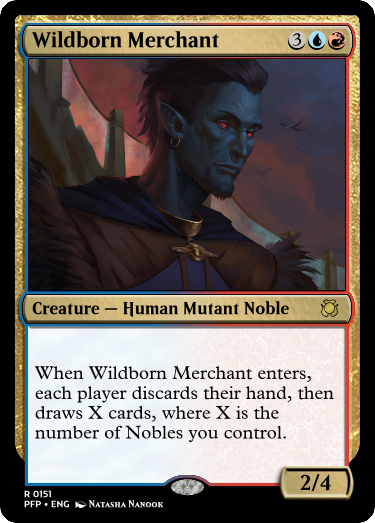 Wildborn Merchant 3
Creature — Human Mutant Noble
When Wildborn Merchant enters,
each player discards their hand, then
draws X cards, where X is the
number of Nobles you control.
2/4
R 0151
PFP • ENG Natasha Nanook